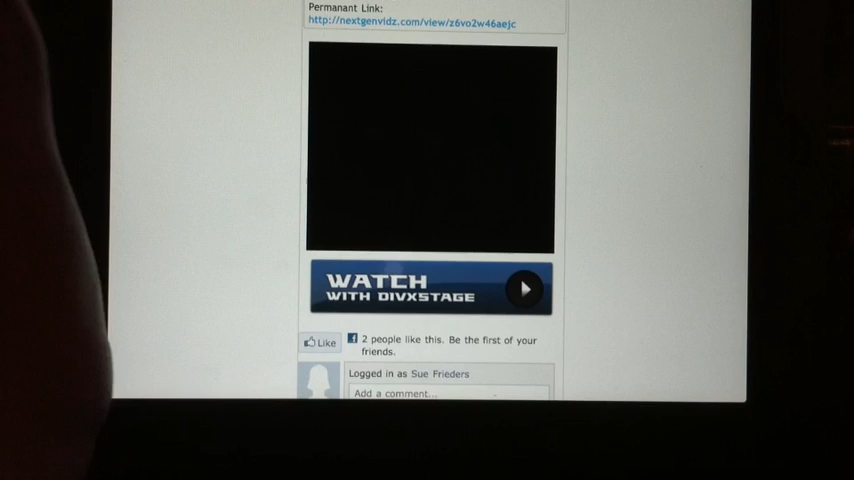 Permanant Link:
http://nextgenvidz.com/view/z6vo2w46aejc
WATCH
WITH DIVXSTAGE
Like
2 people like this. Be the first of your
friends.
Logged in as Sue Frieders
Add a comment...